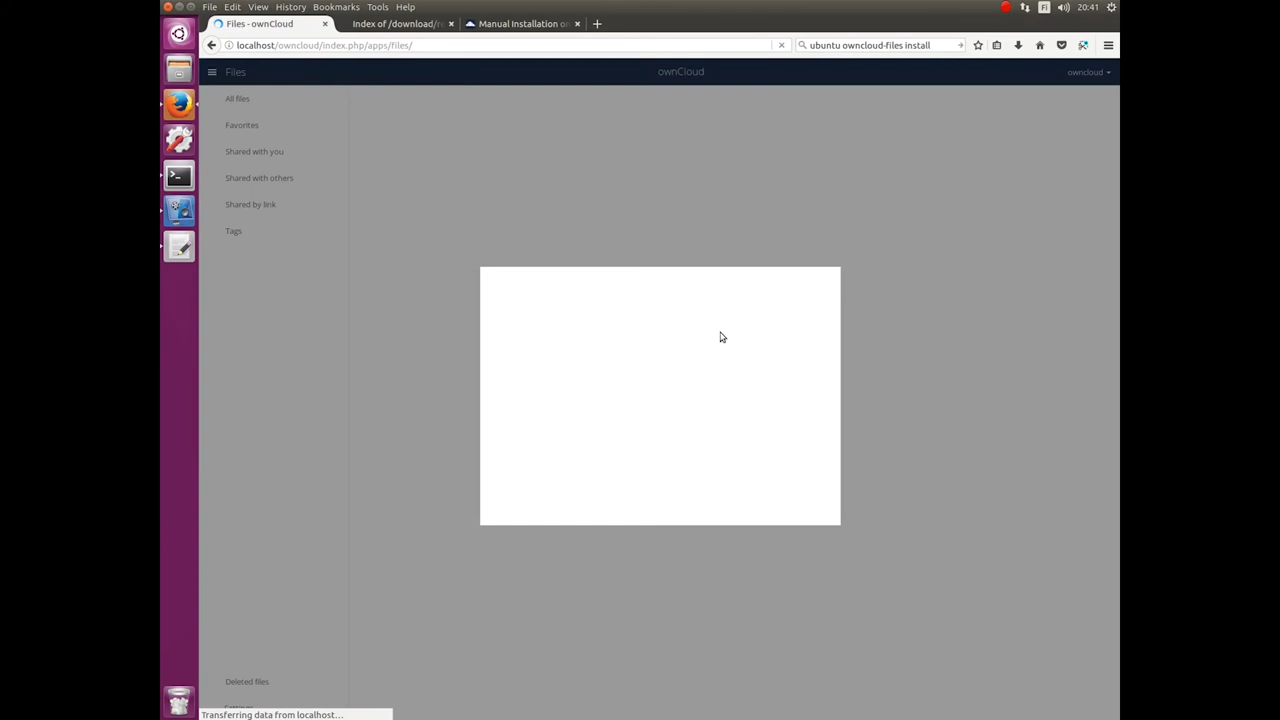 File Edit View History Bookmarks Tools Help
Fi 20:41
Files - ownCloud
Index of /download/r
Manual Installation o
localhost/owncloud/index.php/apps/files/
ubuntu owncloud-files install
Files
ownCloud
owncloud
All files
Favorites
Shared with you
Shared with others
Shared by link
Tags
Deleted files
Transferring data from localhost…